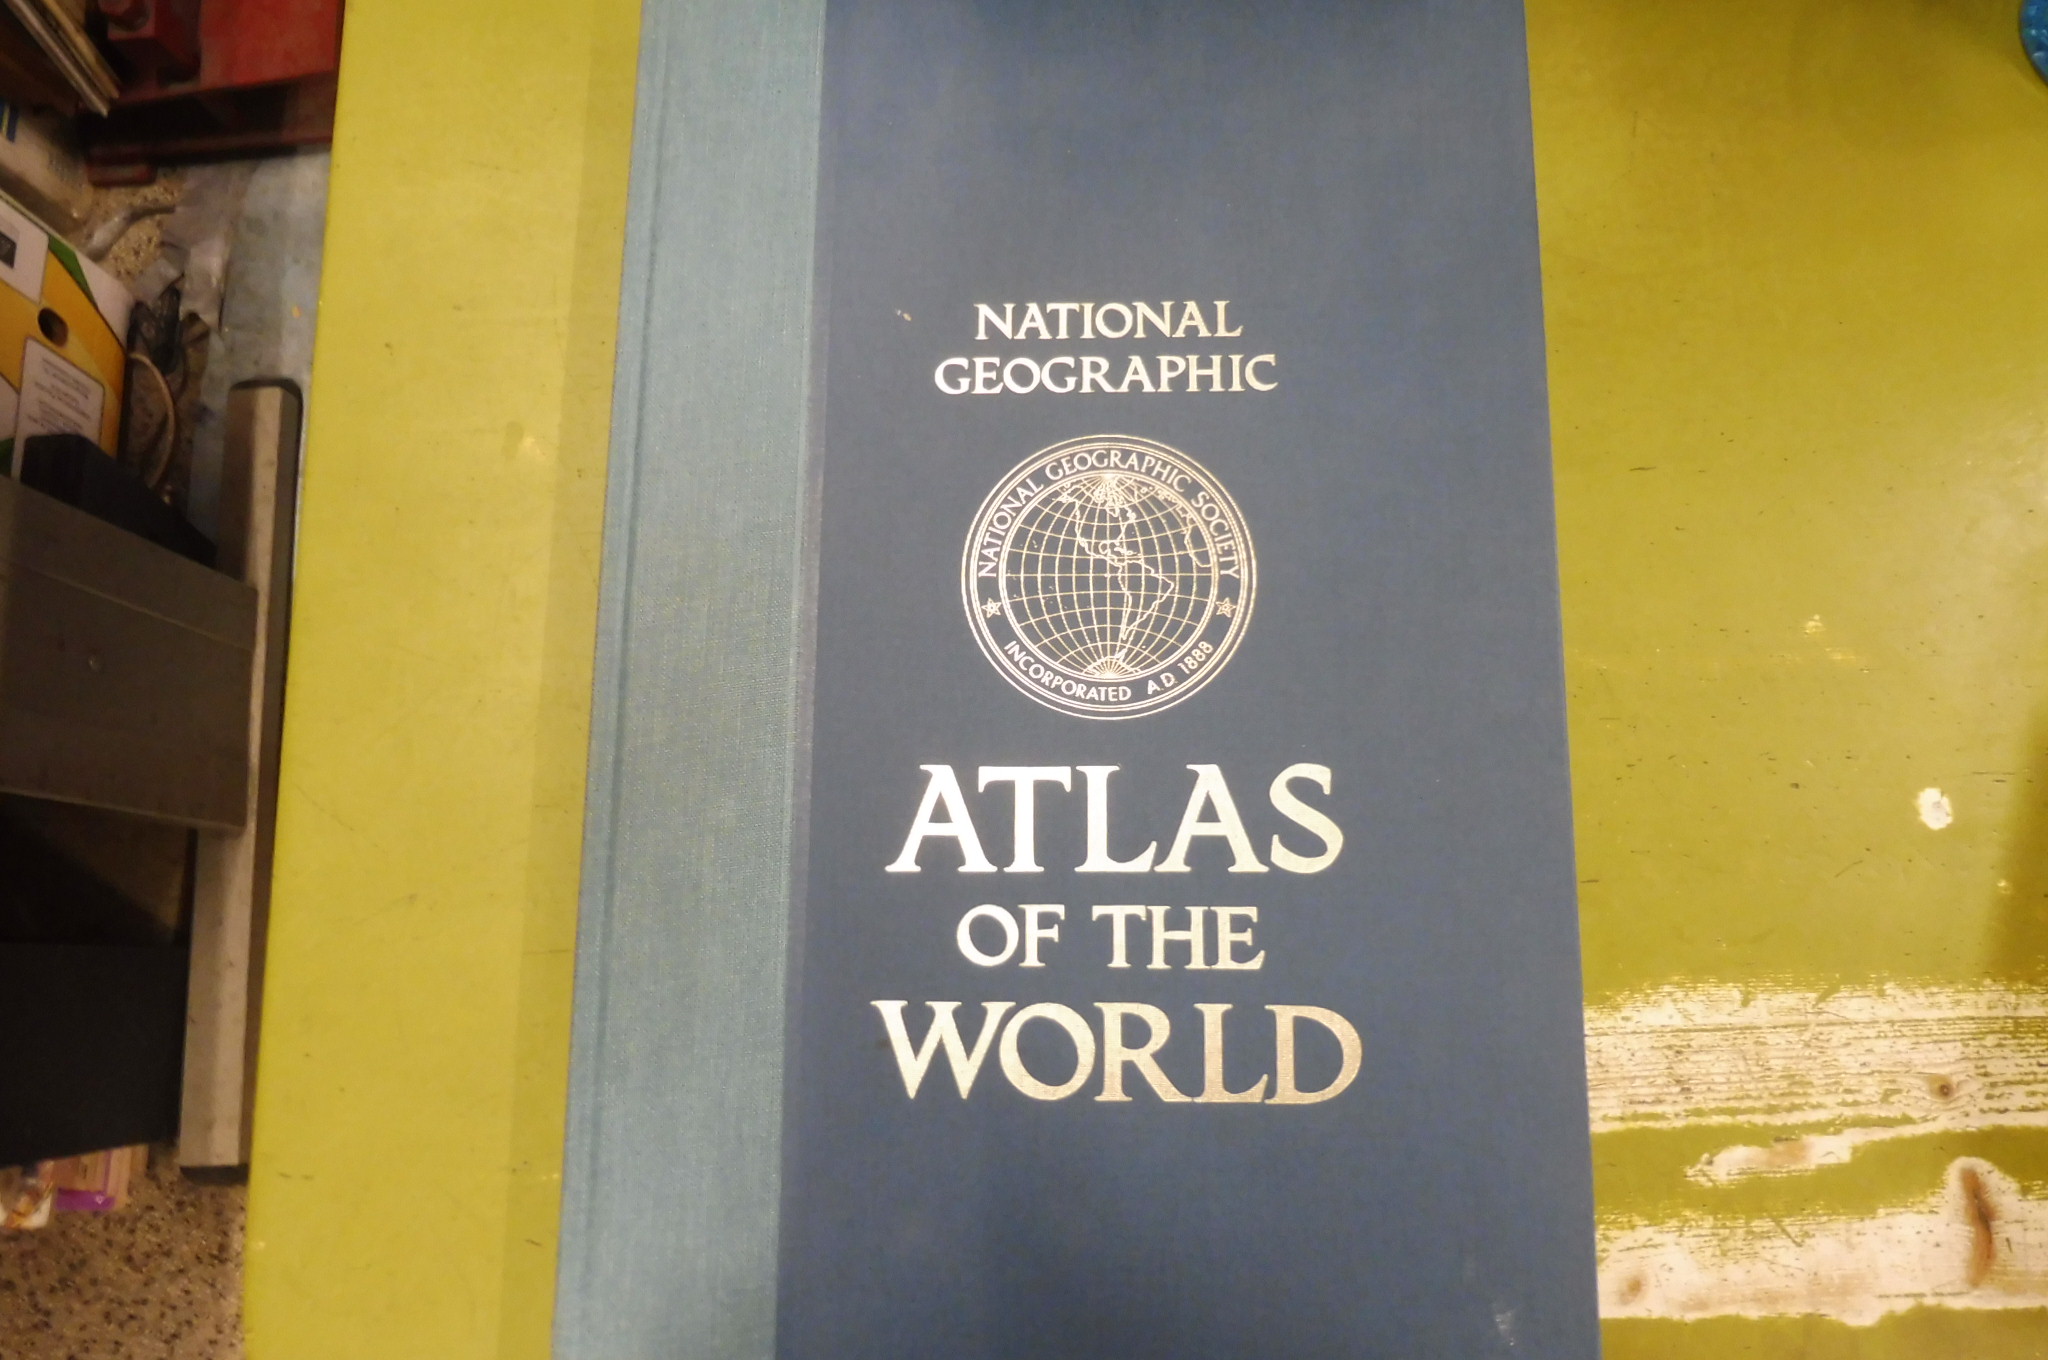 NATIONAL
GEOGRAPHIC
NATIONAL GEOGRAPHIC SOCIETY
INCORPORATED A.D. 1888
ATLAS
OF THE
WORLD